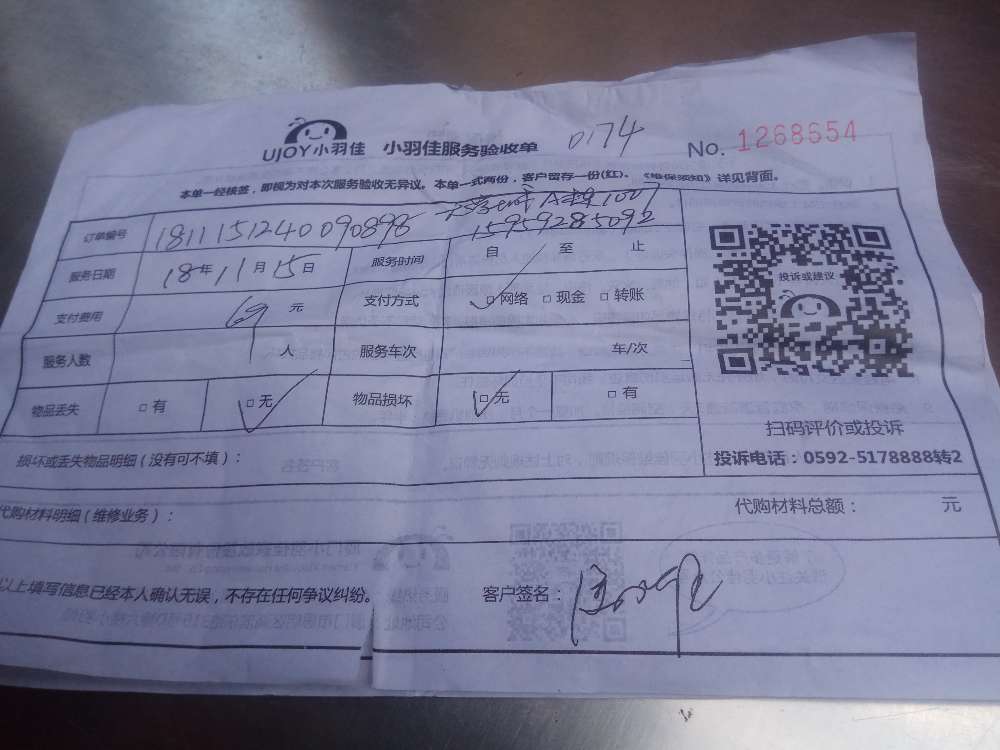 UJOY小羽佳 小羽佳服务验收单 0174 No. 1268654
本单一经核签，即视为对本次服务验收无异议。本单一式两份，客户留存一份(红)。《维保须知》详见背面。
A栋1007
订单编号 181115124009089B 15959285092
服务日期 18年11月15日 服务时间 自 至 止
支付费用 69 元 支付方式 □网络 □现金 □转账
投诉或建议
服务人数 1 人 服务车次 车/次
物品丢失 □有 □无 物品损坏 □无 □有
扫码评价或投诉
损坏或丢失物品明细（没有可不填）：
投诉电话：0592-5178888转2
代购材料明细（维修业务）： 代购材料总额： 元
以上填写信息已经本人确认无误，不存在任何争议纠纷。 客户签名：